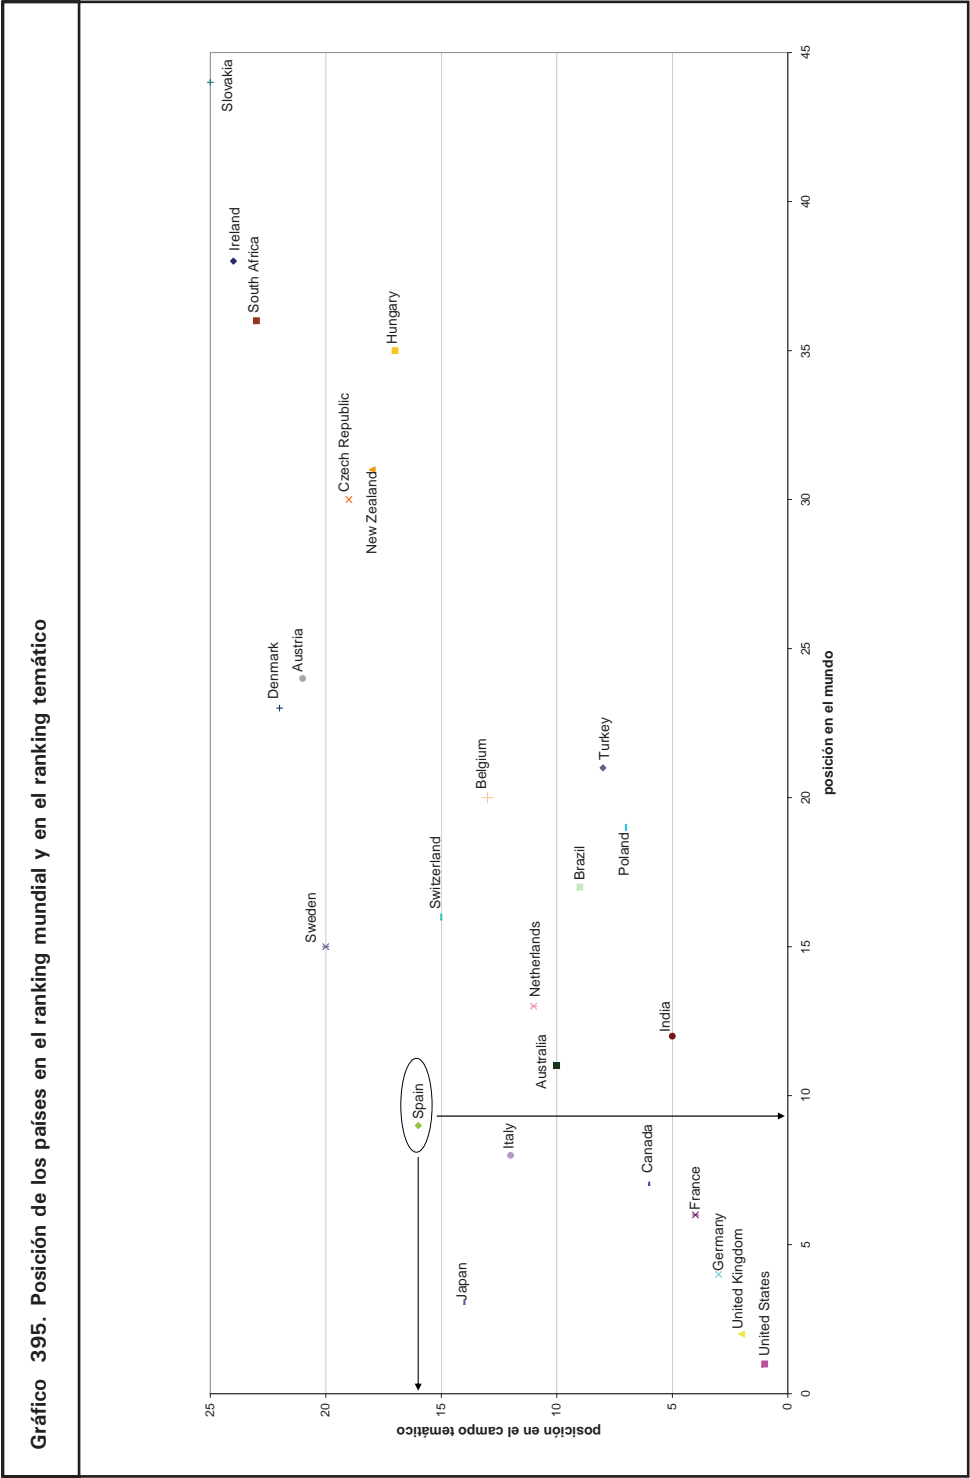 Gráfico 395. Posición de los países en el ranking mundial y en el ranking temático
25
20
15
10
5
0
posición en el campo temático
0
5
10
15
20
25
30
35
40
45
posición en el mundo
Slovakia
Ireland
South Africa
Denmark
Austria
Sweden
Czech Republic
New Zealand
Hungary
Spain
Switzerland
Japan
Belgium
Italy
Netherlands
Australia
Brazil
Turkey
Poland
Canada
India
France
Germany
United Kingdom
United States